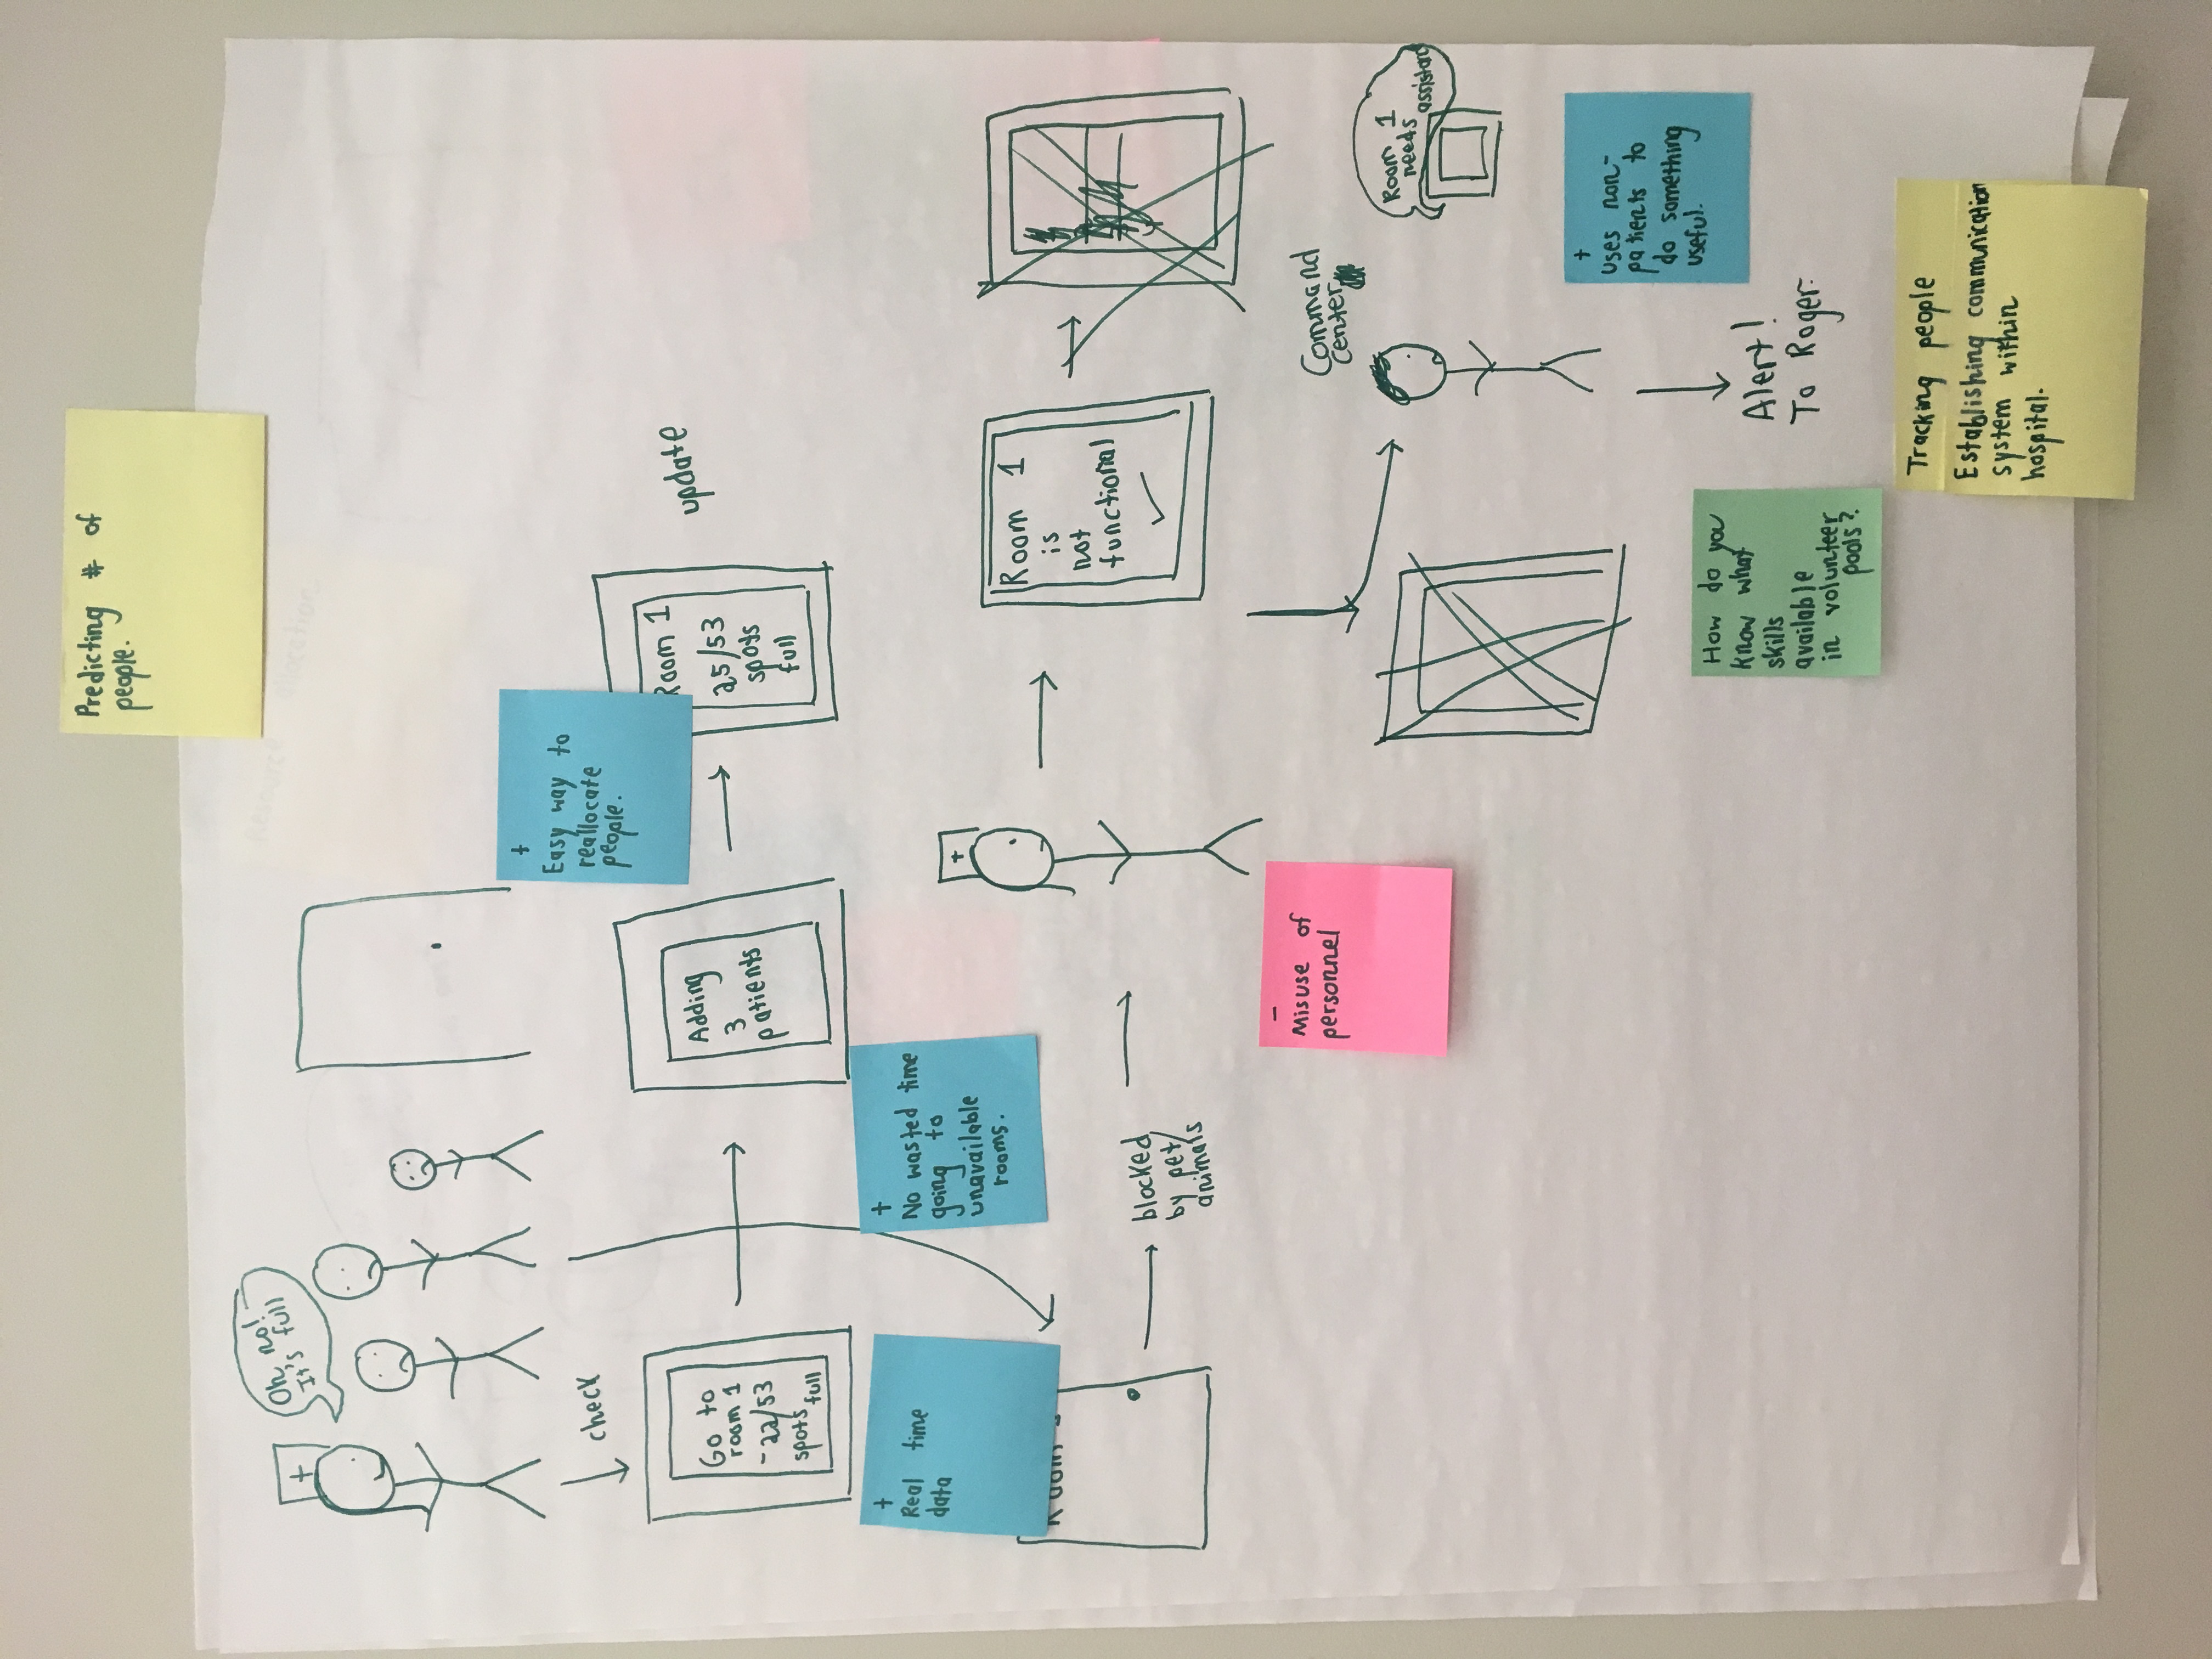 Predicting # of
people.
Oh no!
It's full
+
check
+
Easy way to
reallocate
people.
Go to
room 1
-22/53
spots
full
Adding
3
patients
Room 1
25/53
spots
full
update
+
Real time
data
+
No wasted time
going to
unavailable
rooms.
Room
blocked
by pet/
animals
+
Room 1
is
not
functional
-
Misuse of
personnel
Command
center
Room 1
needs
+
uses non-
patients to
do something
useful.
How do you
know what
skills
available
in volunteer
pools?
Alert!
To Roger.
Tracking people
Establishing communication
system within
hospital.
Resource allocation